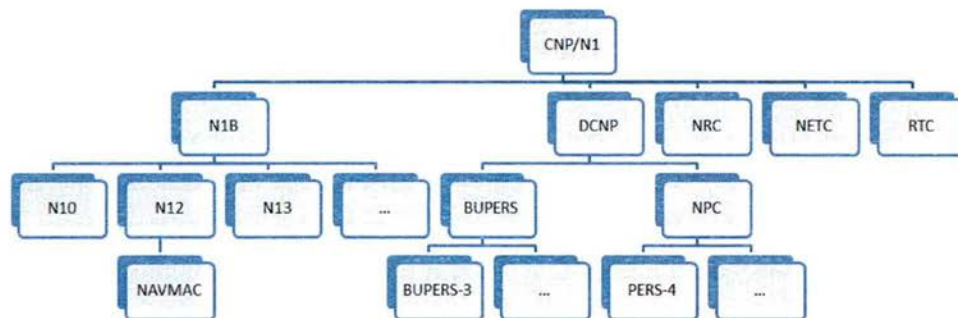 CNP/N1
N1B
DCNP
NRC
NETC
RTC
N10
N12
N13
...
BUPERS
NPC
NAVMAC
BUPERS-3
...
PERS-4
...